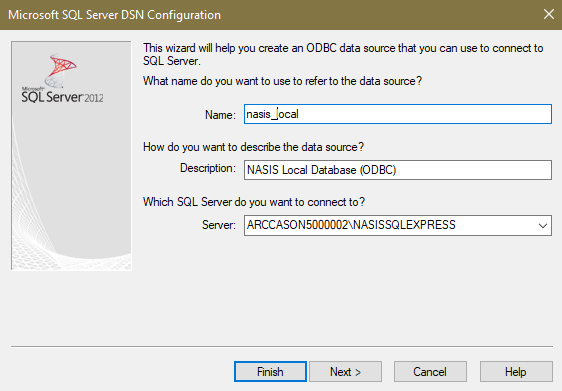 Microsoft SQL Server DSN Configuration
Microsoft
SQL Server 2012
This wizard will help you create an ODBC data source that you can use to connect to
SQL Server.
What name do you want to use to refer to the data source?
Name: nasis_local
How do you want to describe the data source?
Description: NASIS Local Database (ODBC)
Which SQL Server do you want to connect to?
Server: ARCCASON5000002\NASISSQLEXPRESS
Finish Next > Cancel Help